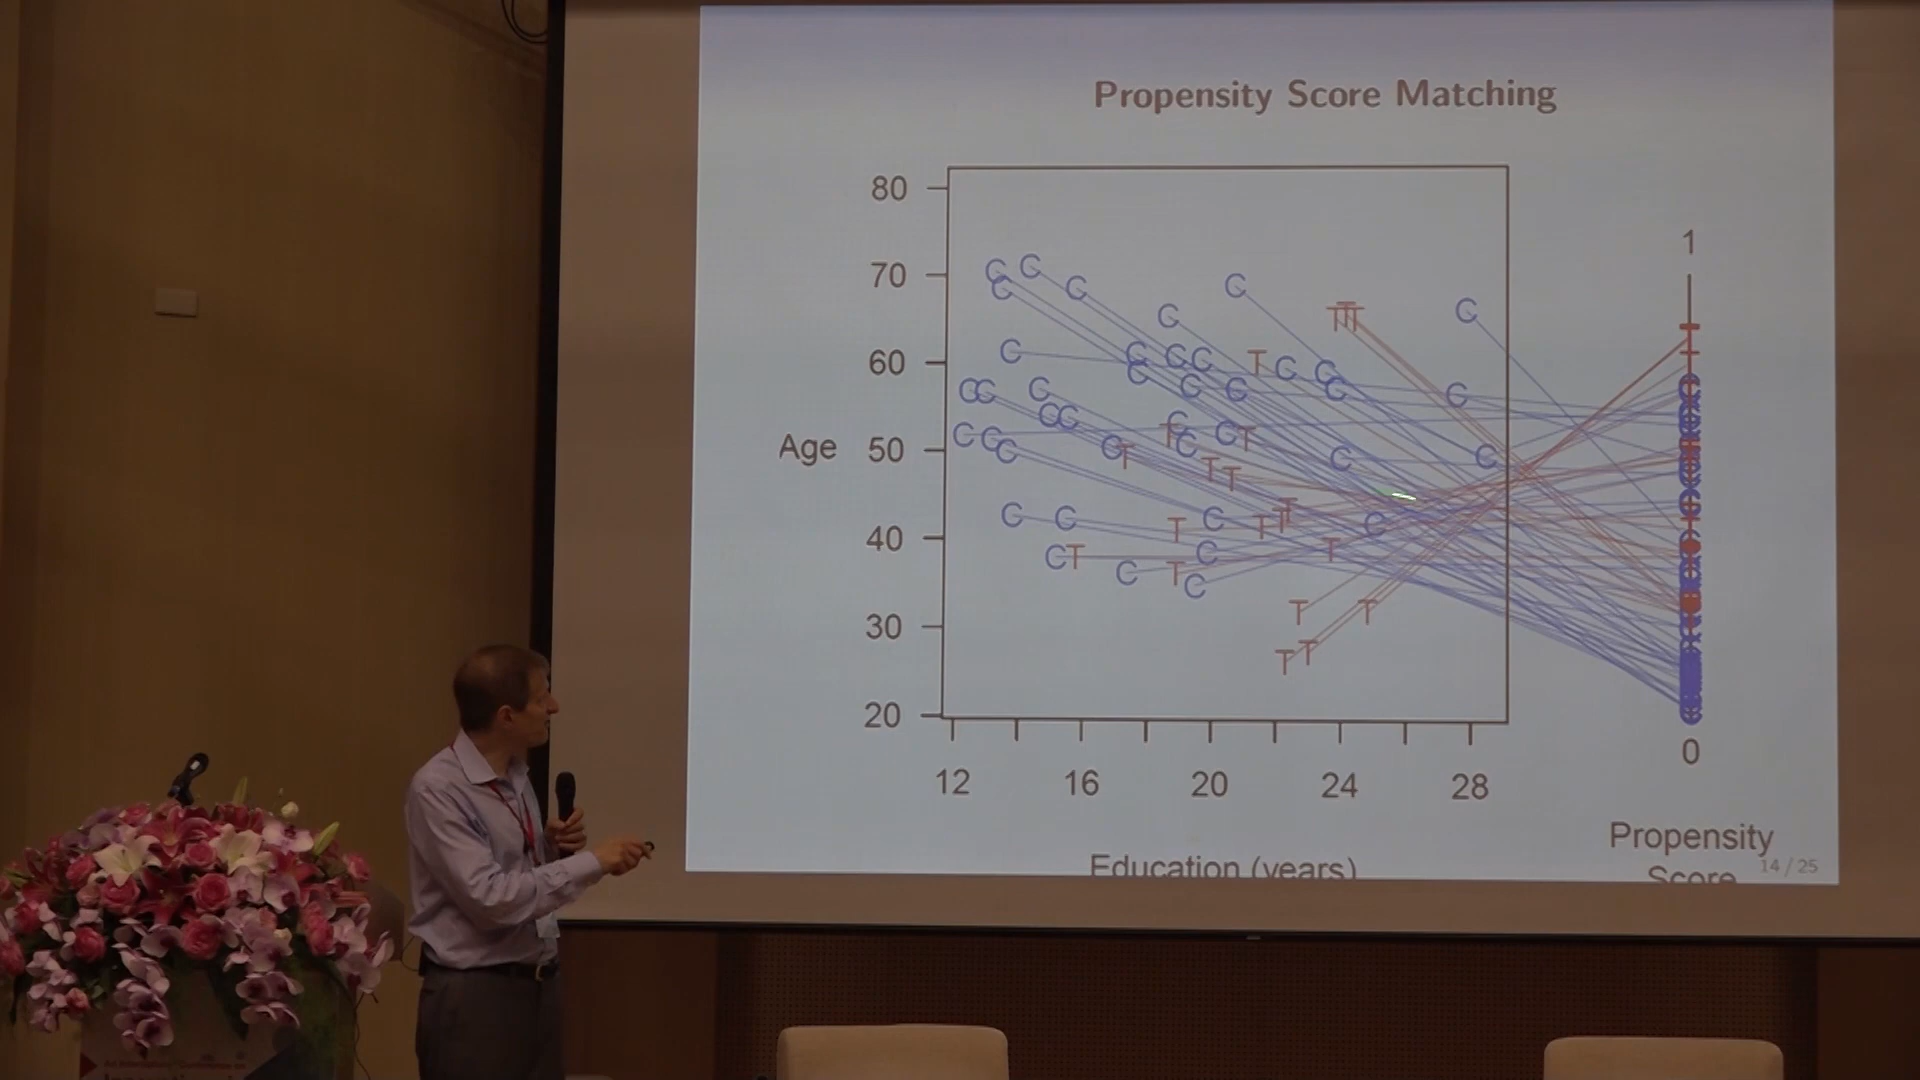 Propensity Score Matching
80
70
60
Age 50
40
30
20
12 16 20 24 28
Education (years)
1
0
Propensity
Score
14 / 25